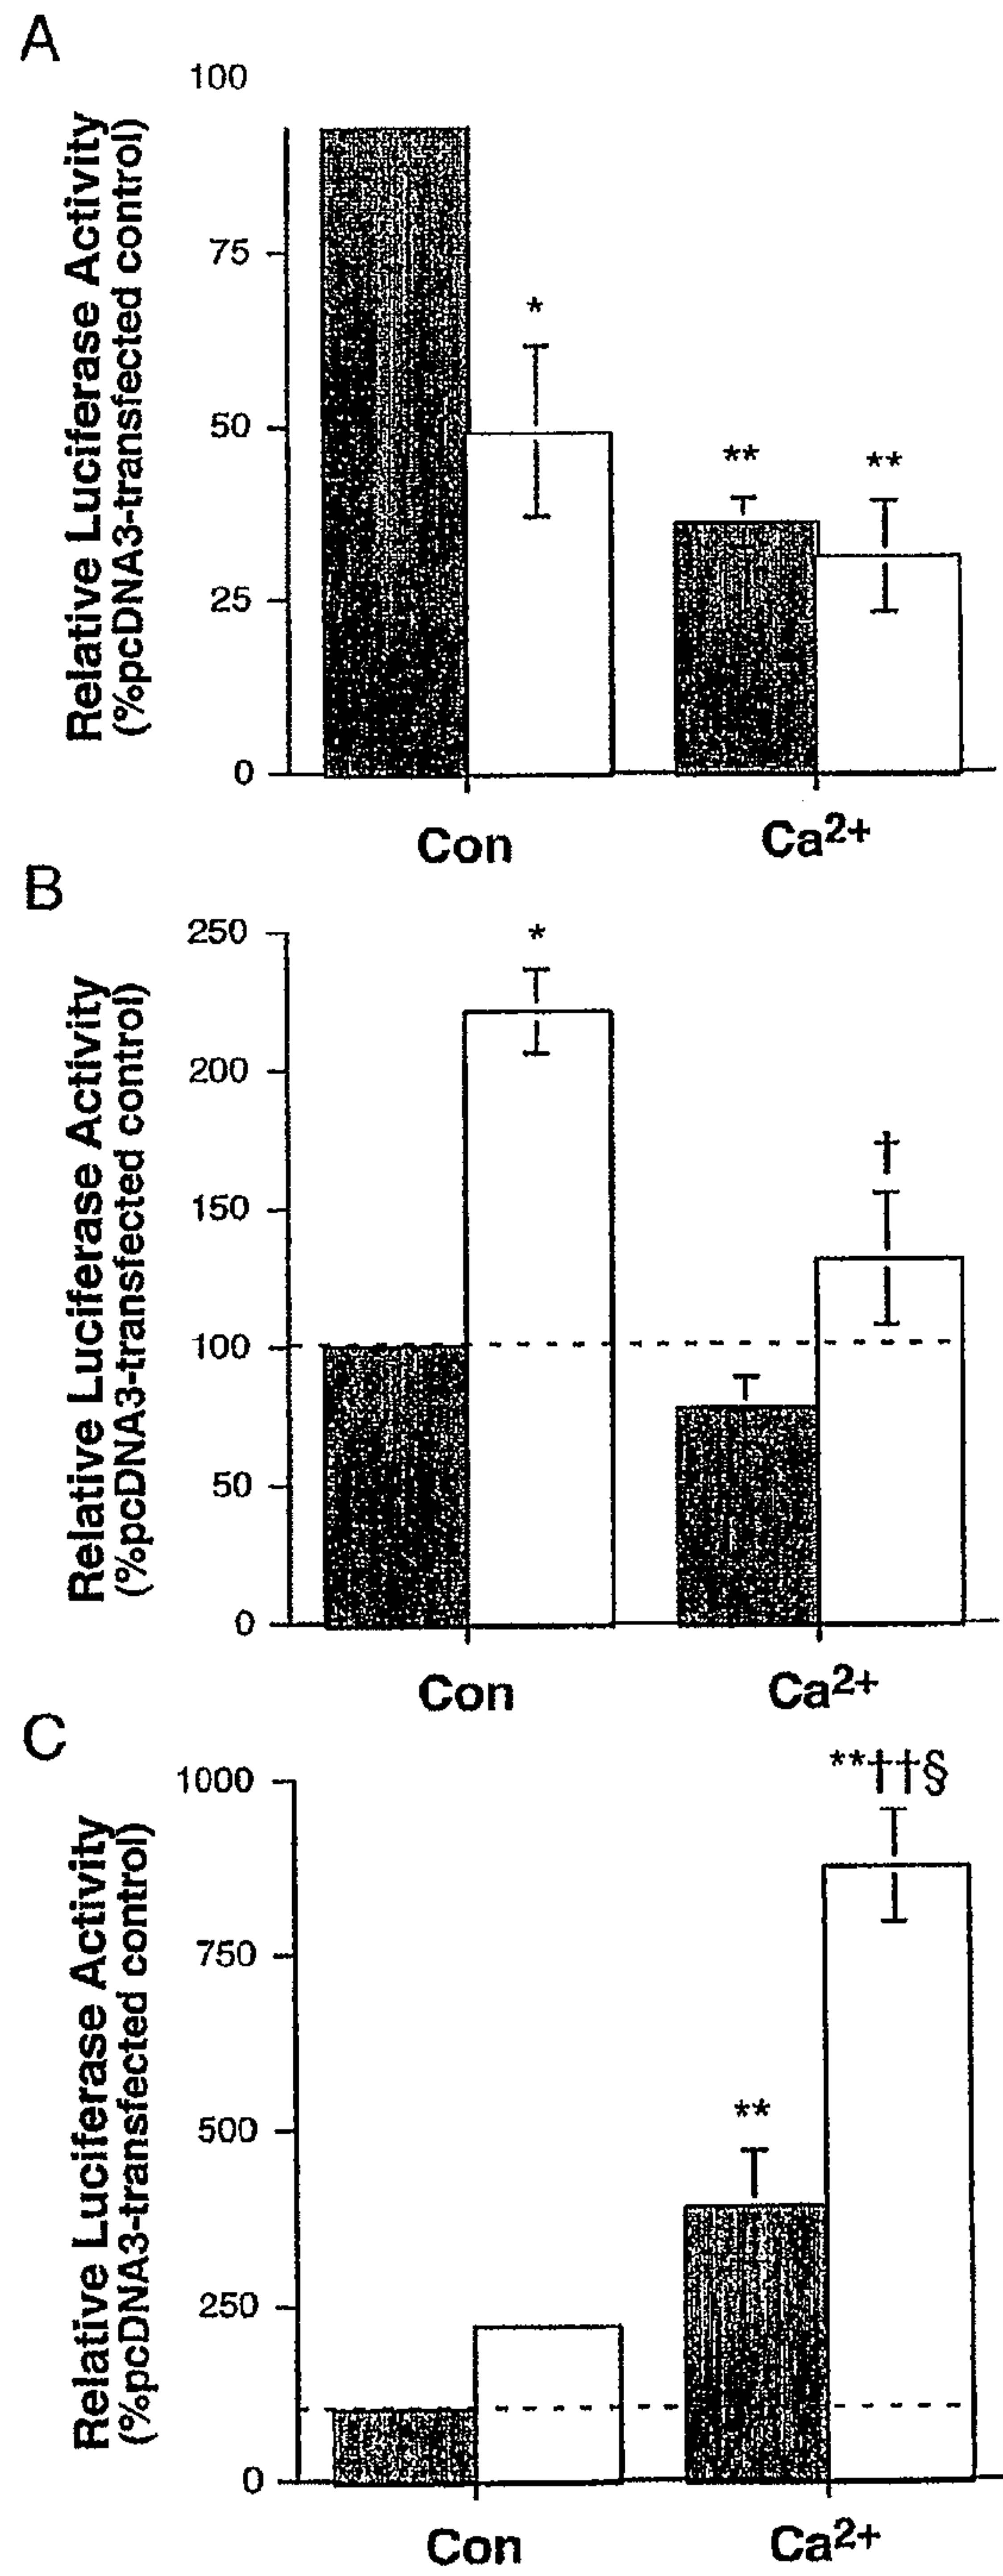 A
Relative Luciferase Activity
(%pcDNA3-transfected control)
100
75
50
25
0
*
**
**
Con
Ca2+
B
Relative Luciferase Activity
(%pcDNA3-transfected control)
250
200
150
100
50
0
*
†
Con
Ca2+
C
Relative Luciferase Activity
(%pcDNA3-transfected control)
1000
750
500
250
0
**
**††§
Con
Ca2+